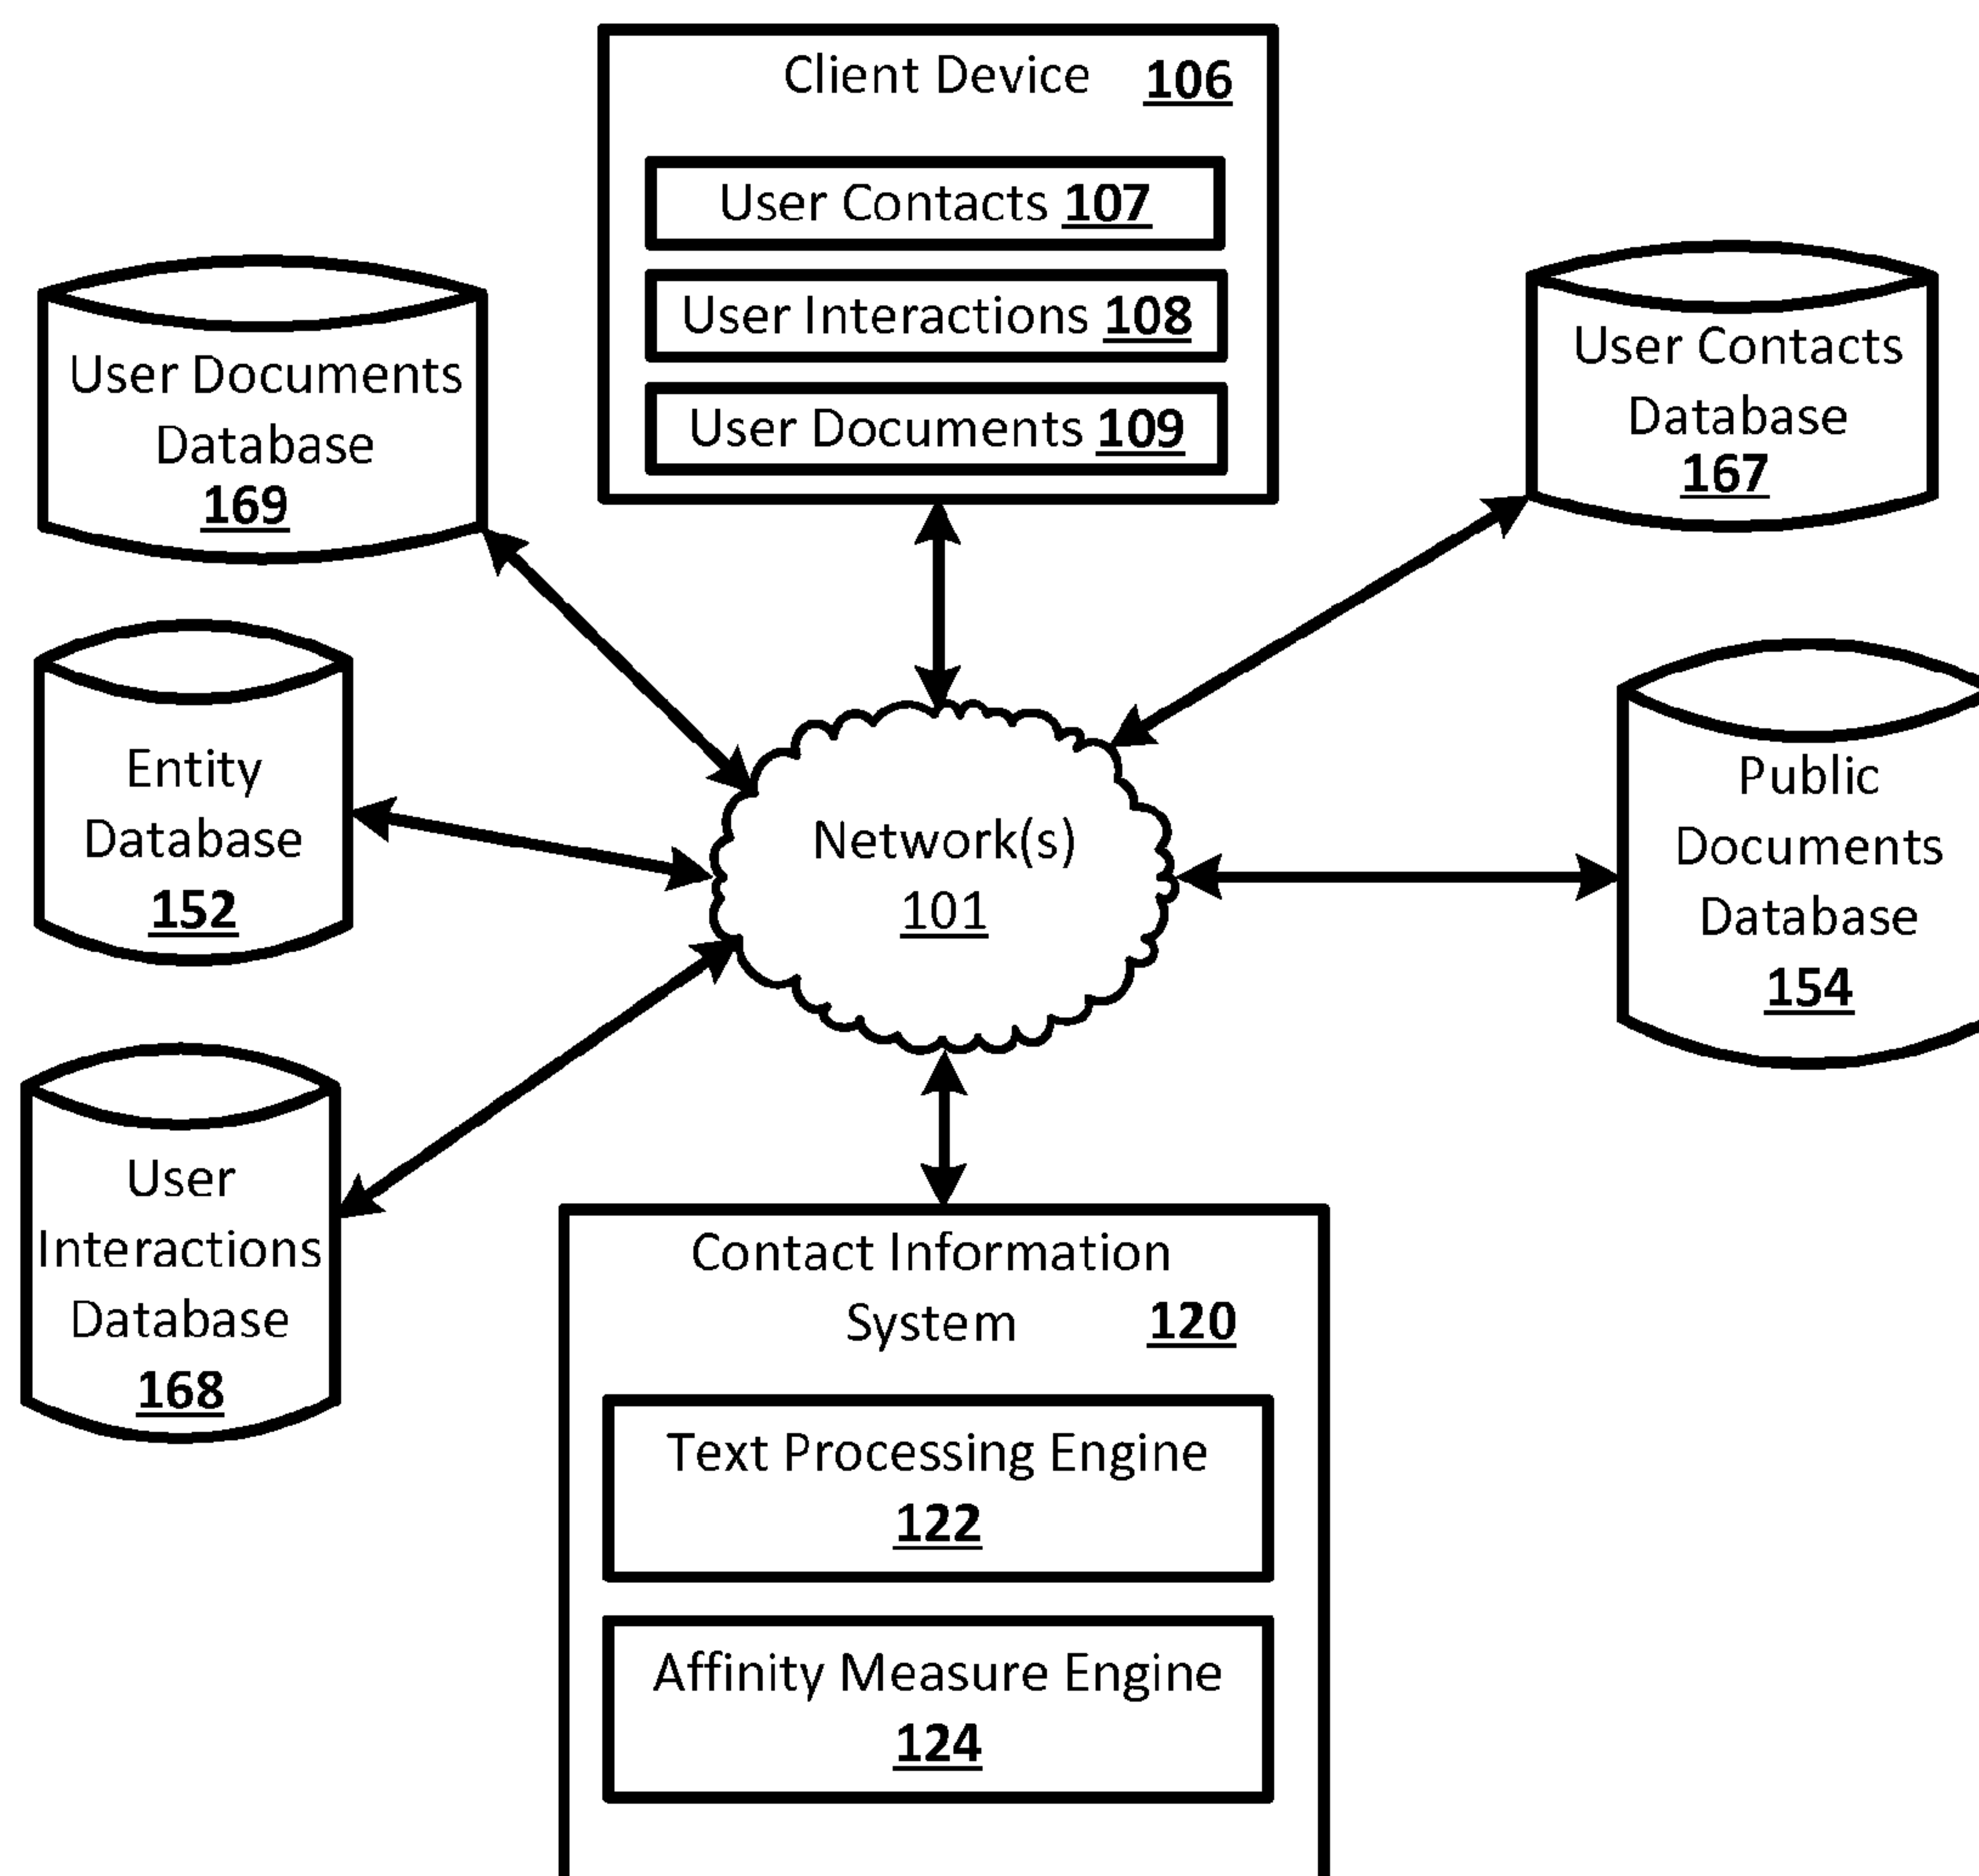 Client Device 106
User Contacts 107
User Interactions 108
User Documents 109
User Documents
Database
169
User Contacts
Database
167
Entity
Database
152
Network(s)
101
Public
Documents
Database
154
User
Interactions
Database
168
Contact Information
System 120
Text Processing Engine
122
Affinity Measure Engine
124